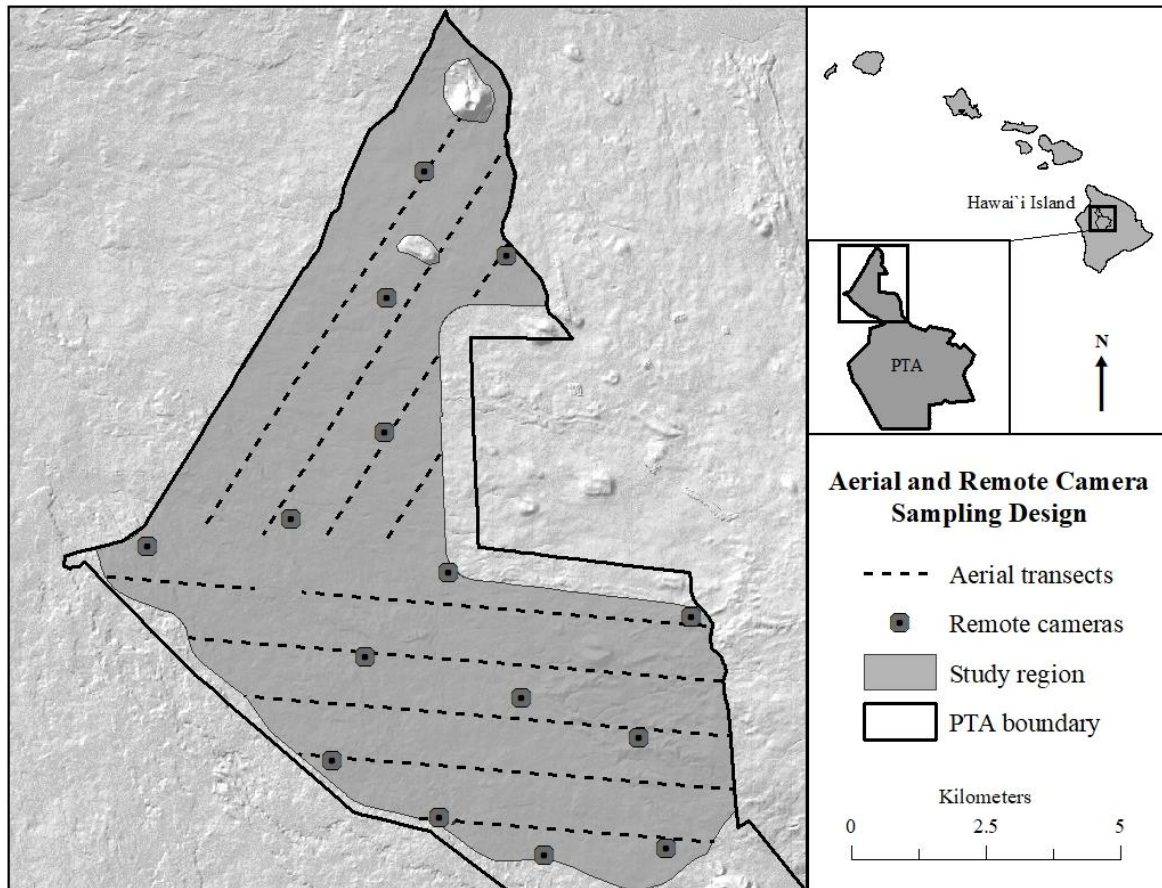 Hawai`i Island
PTA
N
Aerial and Remote Camera
Sampling Design
Aerial transects
Remote cameras
Study region
PTA boundary
Kilometers
0 2.5 5